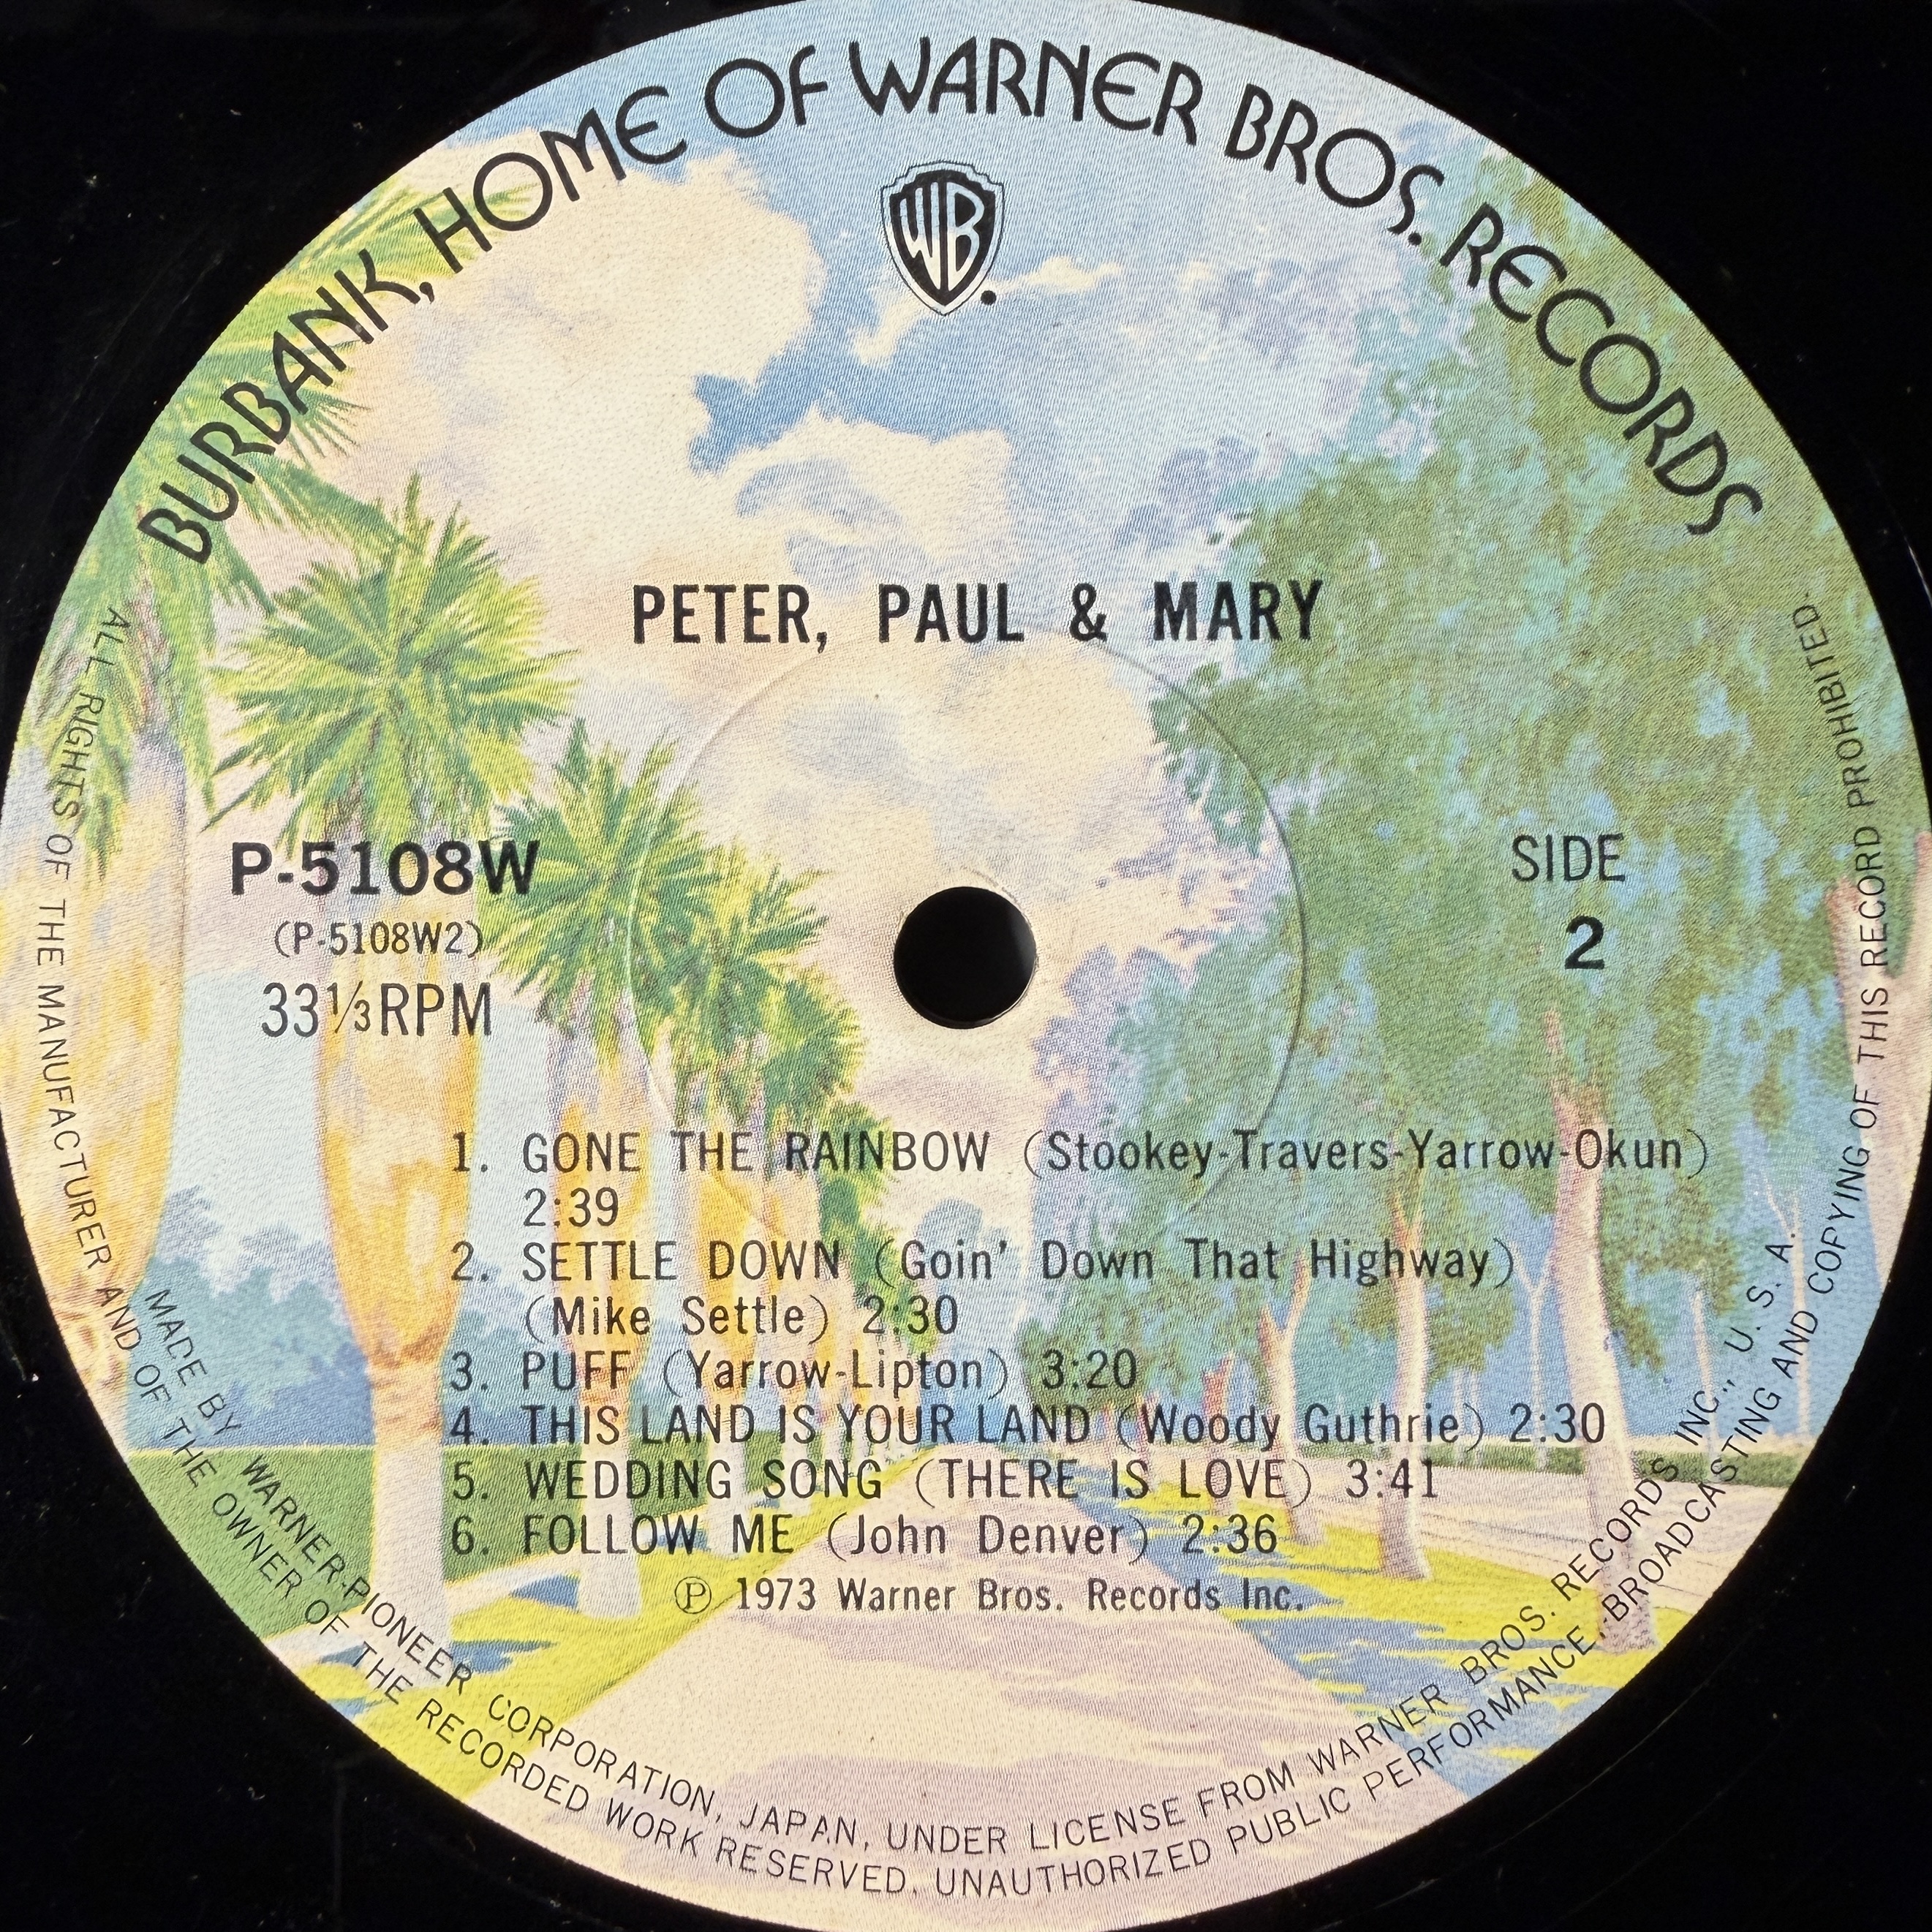 BURBANK, HOME OF WARNER BROS. RECORDS
WB
PETER, PAUL & MARY
P-5108W
(P-5108W2)
33⅓RPM
SIDE
2
1. GONE THE RAINBOW (Stookey-Travers-Yarrow-Okun)
2:39
2. SETTLE DOWN (Goin' Down That Highway)
(Mike Settle) 2:30
3. PUFF (Yarrow-Lipton) 3:20
4. THIS LAND IS YOUR LAND (Woody Guthrie) 2:30
5. WEDDING SONG (THERE IS LOVE) 3:41
6. FOLLOW ME (John Denver) 2:36
℗ 1973 Warner Bros. Records Inc.
MADE BY WARNER-PIONEER CORPORATION, JAPAN, UNDER LICENSE FROM WARNER BROS. RECORDS INC., U. S. A.
ALL RIGHTS OF THE MANUFACTURER AND OF THE OWNER OF THE RECORDED WORK RESERVED. UNAUTHORIZED PUBLIC PERFORMANCE, BROADCASTING AND COPYING OF THIS RECORD PROHIBITED.